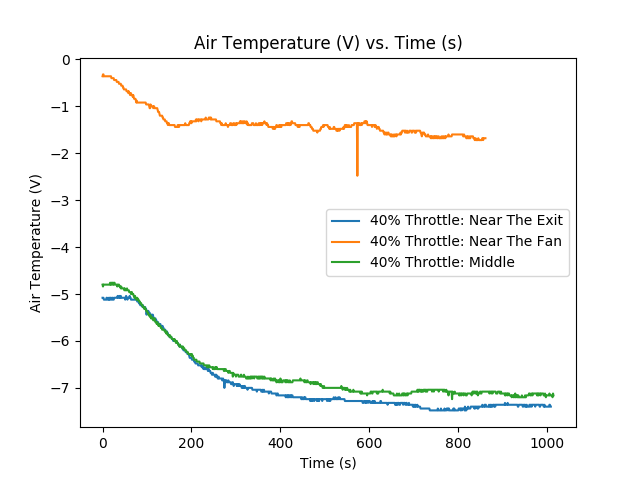 Air Temperature (V) vs. Time (s)
Air Temperature (V)
0
−1
−2
−3
−4
−5
−6
−7
40% Throttle: Near The Exit
40% Throttle: Near The Fan
40% Throttle: Middle
0 200 400 600 800 1000
Time (s)